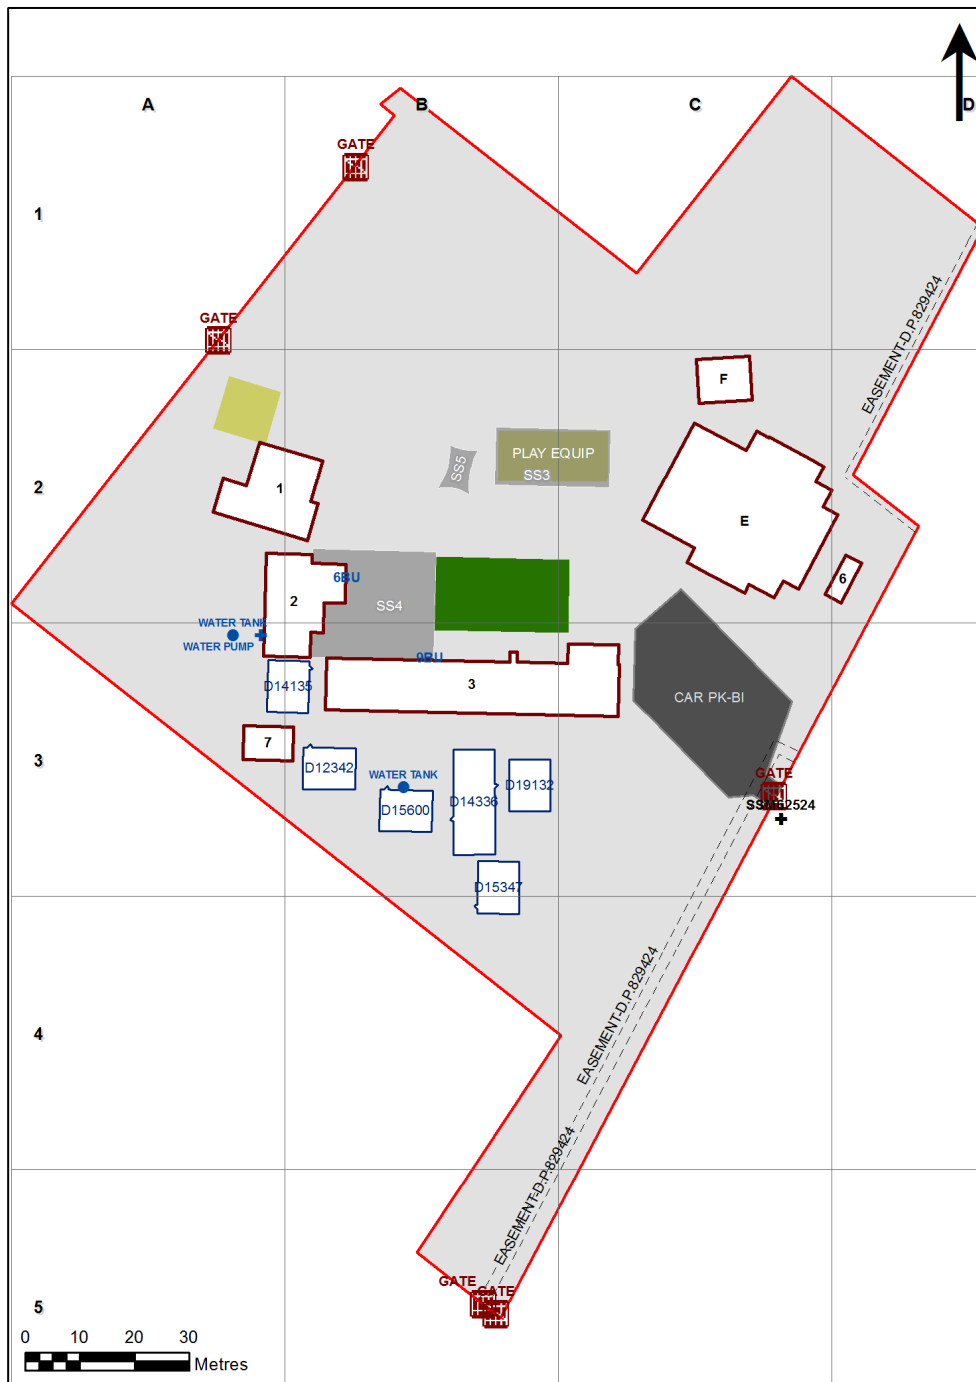 A
B
C
D
GATE
1
GATE
EASEMENT-D.P.829424
F
PLAY EQUIP
SS5
SS3
2
1
E
6BU
6
2
SS4
WATER TANK
WATER PUMP
9BU
D14135
3
CAR PK-BI
7
3
D12342
WATER TANK
GATE
D19132
D14336
D15600
D15347
EASEMENT-D.P.829424
4
EASEMENT-D.P.829424
GATE
GATE
5
0 10 20 30
Metres